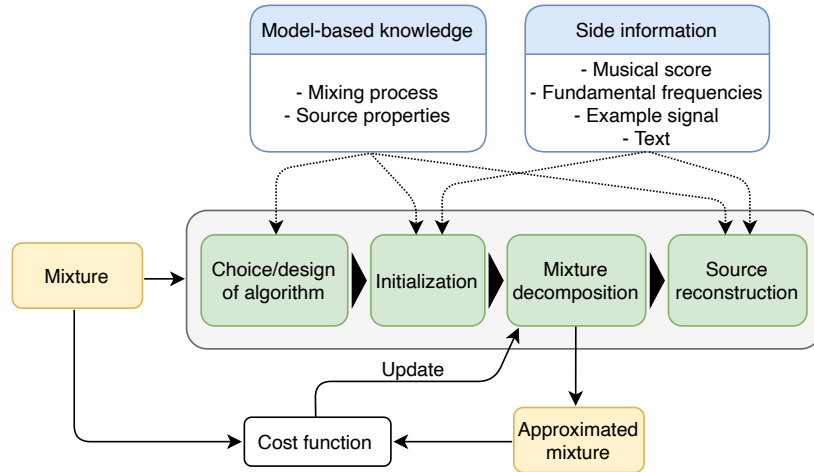 Model-based knowledge
- Mixing process
- Source properties
Side information
- Musical score
- Fundamental frequencies
- Example signal
- Text
Mixture
Choice/design
of algorithm
Initialization
Mixture
decomposition
Source
reconstruction
Update
Cost function
Approximated
mixture